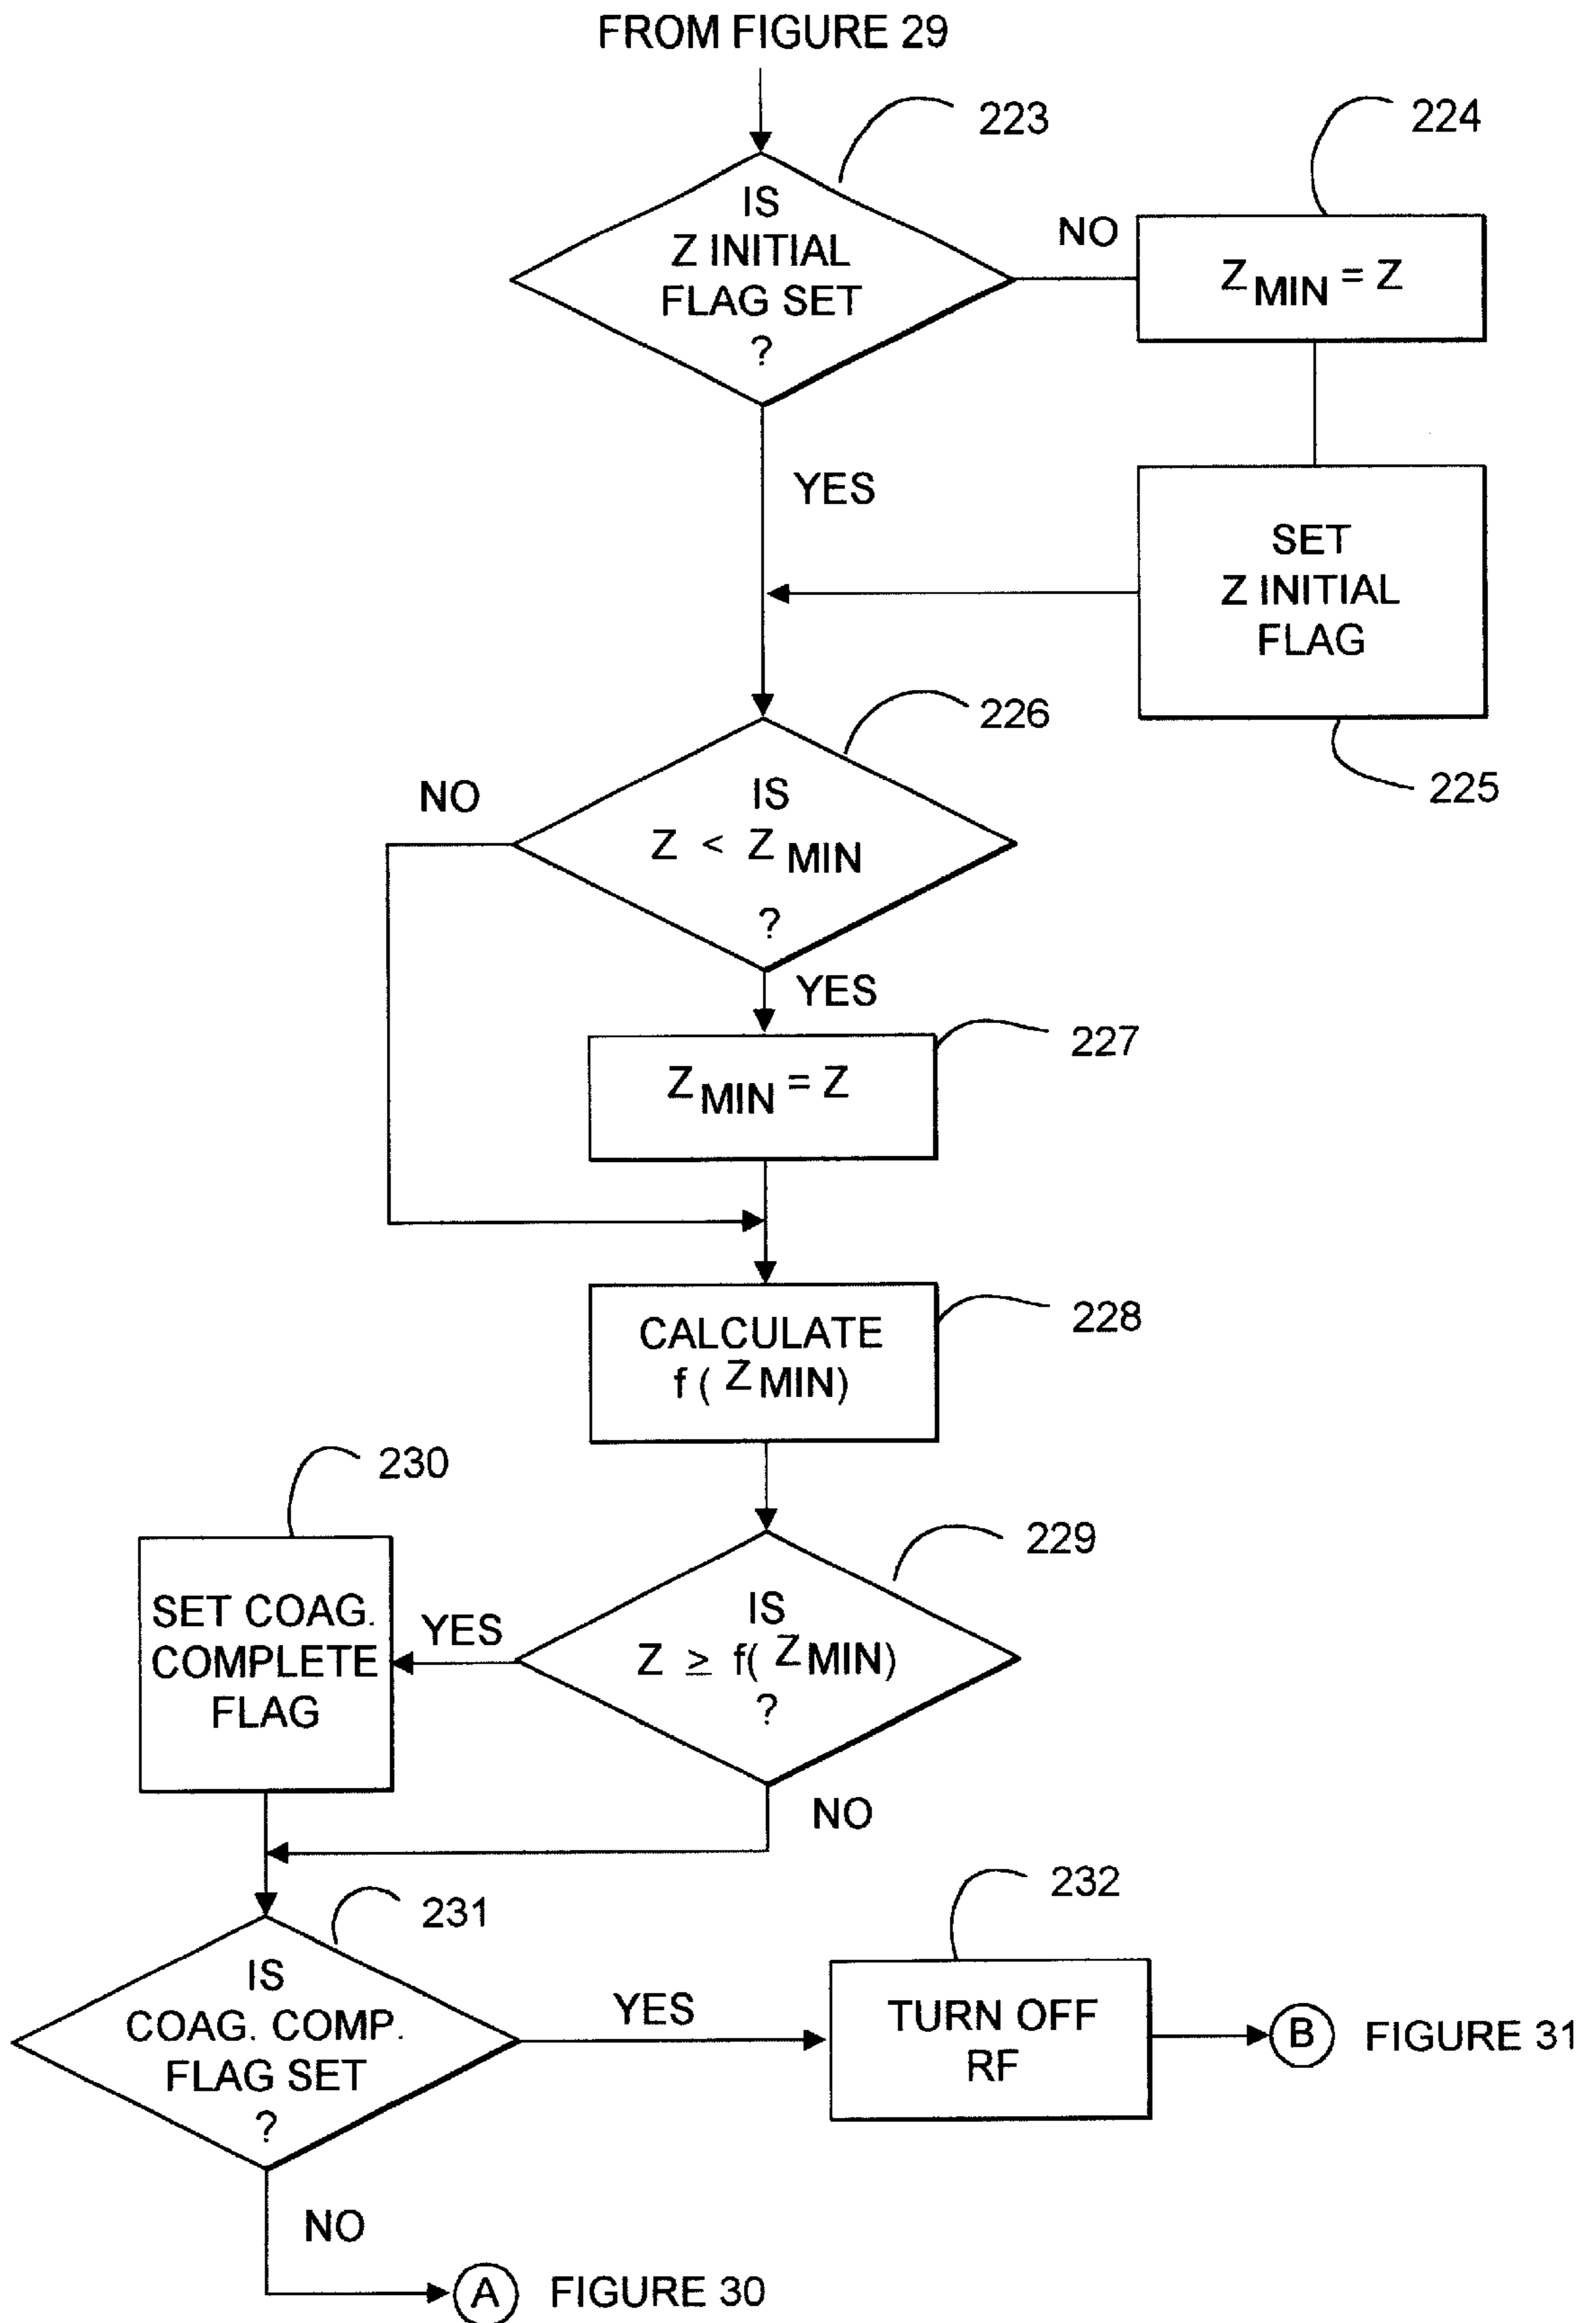 FROM FIGURE 29
223
224
IS
Z INITIAL
FLAG SET
?
NO
Z MIN = Z
YES
SET
Z INITIAL
FLAG
225
226
NO
IS
Z < Z MIN
?
YES
227
Z MIN = Z
228
CALCULATE
f ( Z MIN)
230
229
SET COAG.
COMPLETE
FLAG
YES
IS
Z ≥ f( Z MIN)
?
NO
231
232
IS
COAG. COMP.
FLAG SET
?
YES
TURN OFF
RF
B FIGURE 31
NO
A FIGURE 30